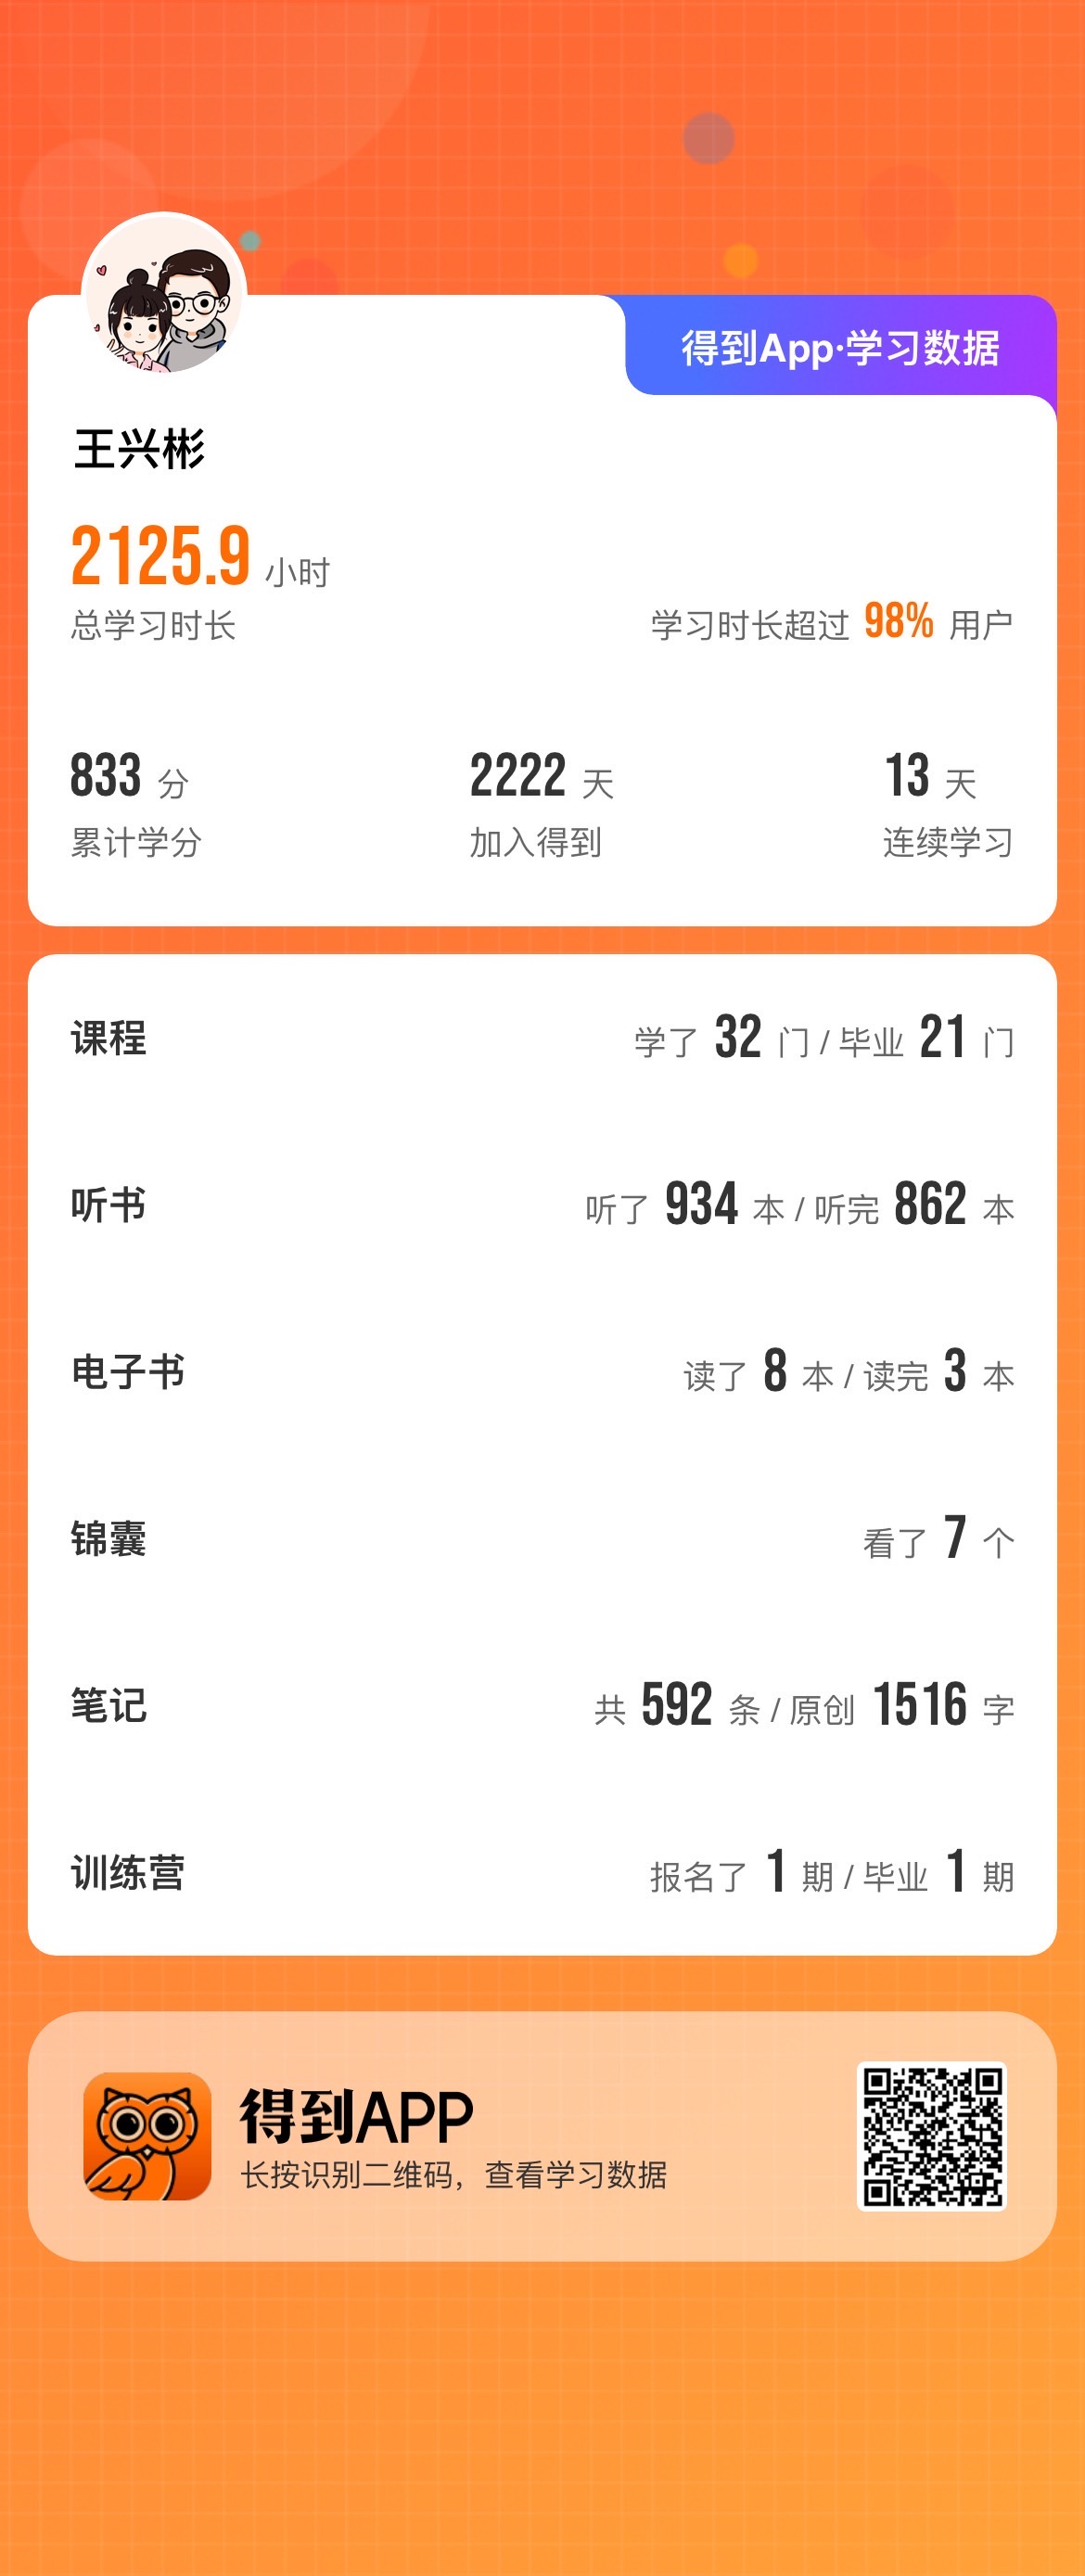 得到App·学习数据
王兴彬
2125.9 小时
总学习时长
学习时长超过 98% 用户
833 分
累计学分
2222 天
加入得到
13 天
连续学习
课程
学了 32 门 / 毕业 21 门
听书
听了 934 本 / 听完 862 本
电子书
读了 8 本 / 读完 3 本
锦囊
看了 7 个
笔记
共 592 条 / 原创 1516 字
训练营
报名了 1 期 / 毕业 1 期
得到APP
长按识别二维码，查看学习数据